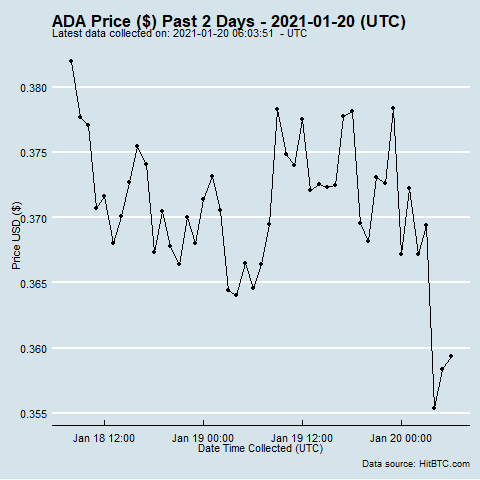 ADA Price ($) Past 2 Days - 2021-01-20 (UTC)
Latest data collected on: 2021-01-20 06:03:51 - UTC
Price USD ($)
0.380
0.375
0.370
0.365
0.360
0.355
Jan 18 12:00 Jan 19 00:00 Jan 19 12:00 Jan 20 00:00
Date Time Collected (UTC)
Data source: HitBTC.com